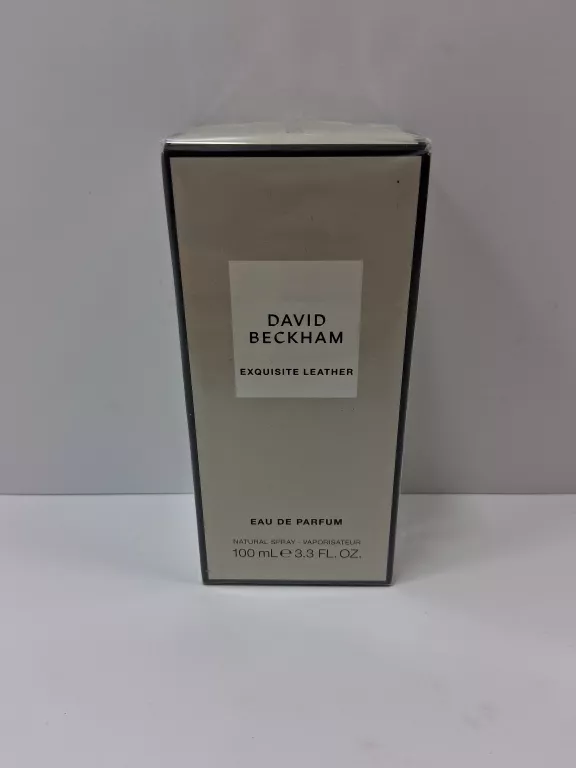 DAVID
BECKHAM
EXQUISITE LEATHER
EAU DE PARFUM
NATURAL SPRAY - VAPORISATEUR
100 mL ℮ 3.3 FL. OZ.